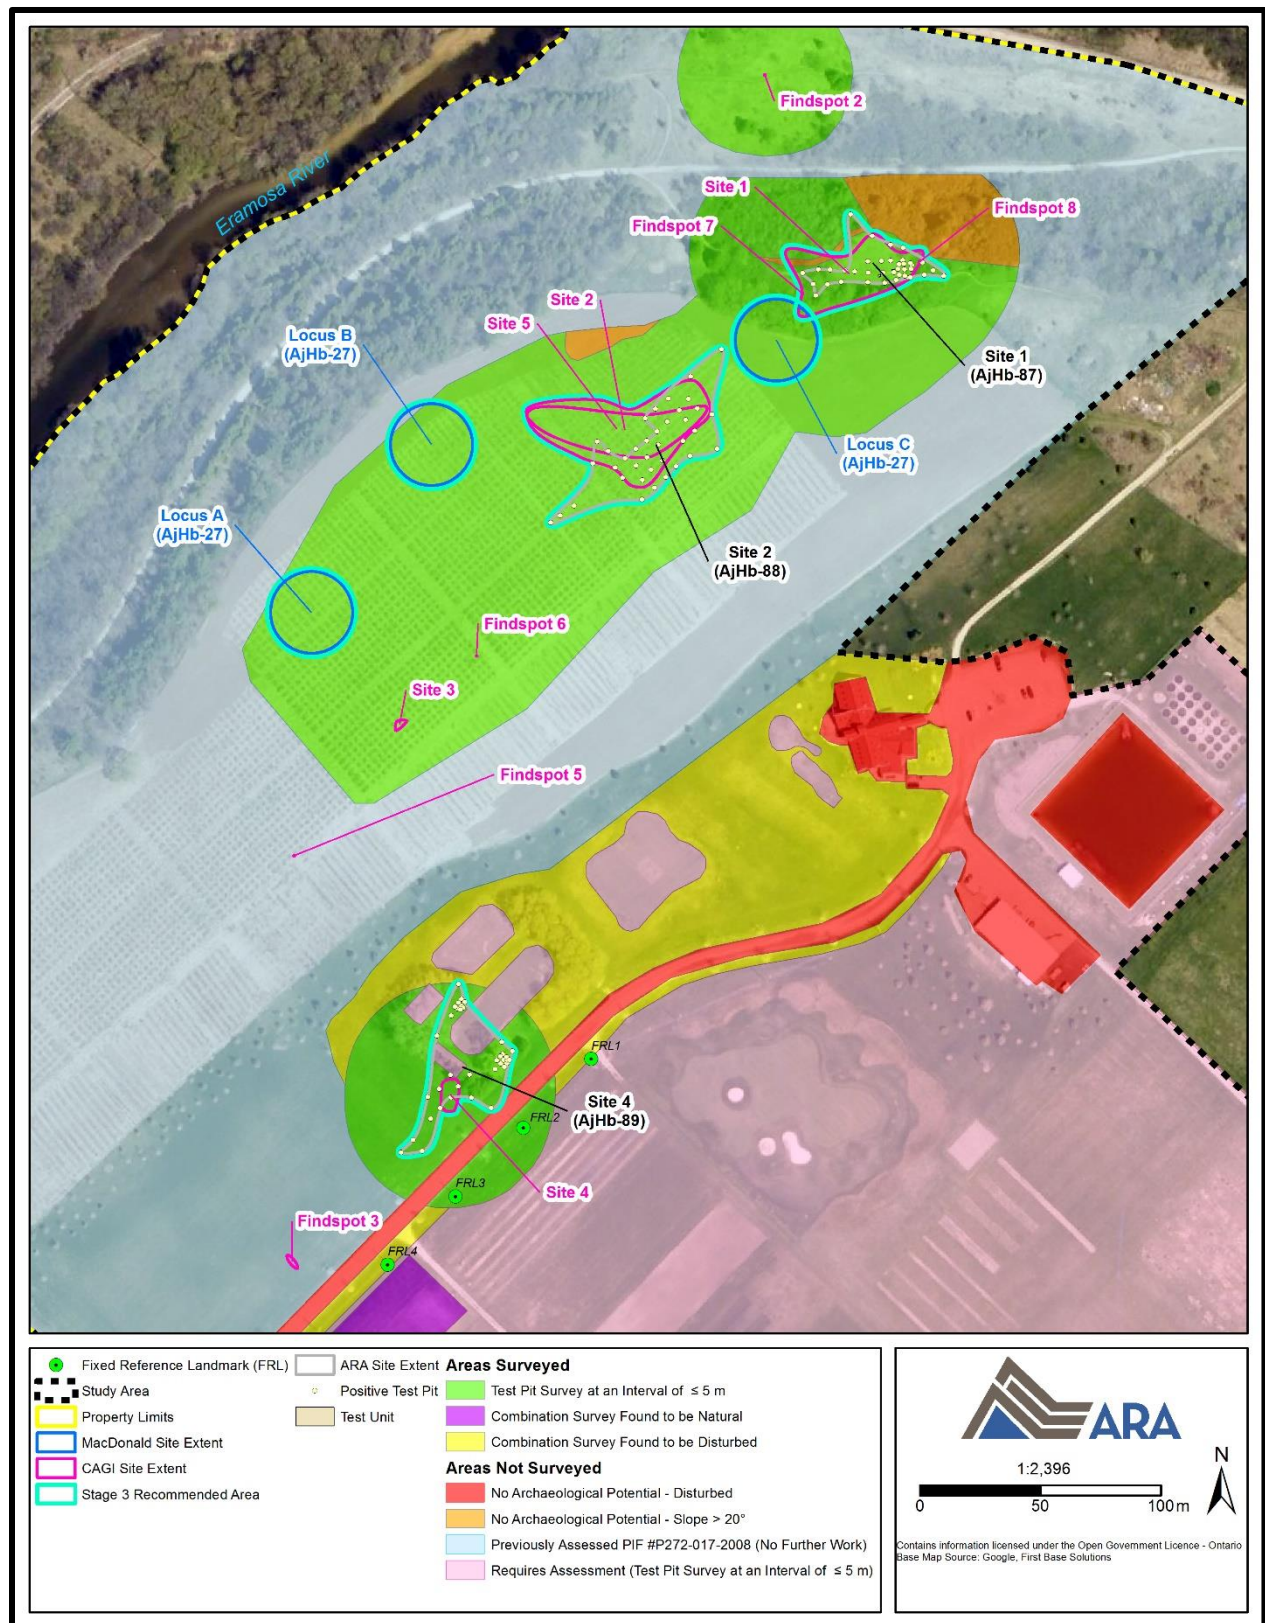 Findspot 2
Eramosa River
Site 1
Findspot 7
Findspot 8
Site 2
Site 5
Locus B
(AjHb-27)
Site 1
(AjHb-87)
Locus C
(AjHb-27)
Locus A
(AjHb-27)
Site 2
(AjHb-88)
Findspot 6
Site 3
Findspot 5
FRL1
Site 4
(AjHb-89)
FRL2
FRL3
Site 4
Findspot 3
FRL4
Fixed Reference Landmark (FRL)
Study Area
Property Limits
MacDonald Site Extent
CAGI Site Extent
Stage 3 Recommended Area
ARA Site Extent
Positive Test Pit
Test Unit
Areas Surveyed
Test Pit Survey at an Interval of ≤ 5 m
Combination Survey Found to be Natural
Combination Survey Found to be Disturbed
Areas Not Surveyed
No Archaeological Potential - Disturbed
No Archaeological Potential - Slope > 20°
Previously Assessed PIF #P272-017-2008 (No Further Work)
Requires Assessment (Test Pit Survey at an Interval of ≤ 5 m)
ARA
1:2,396
N
0 50 100 m
Contains information licensed under the Open Government Licence - Ontario
Base Map Source: Google, First Base Solutions